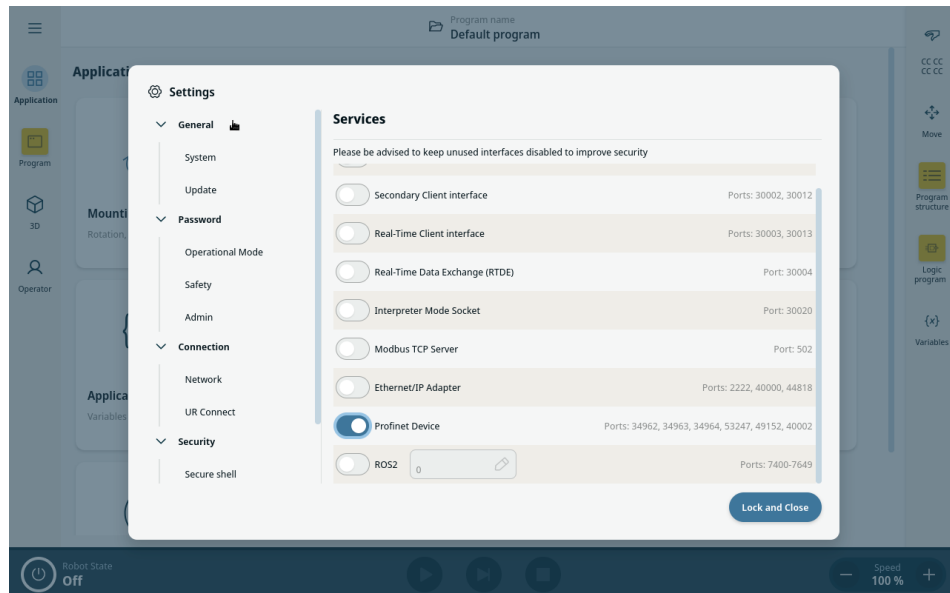 Program name
Default program
Applicati
Application
Program
3D
Operator
Mounti
Rotation,
Applica
Variables
Settings
General
System
Update
Password
Operational Mode
Safety
Admin
Connection
Network
UR Connect
Security
Secure shell
Services
Please be advised to keep unused interfaces disabled to improve security
Secondary Client interface Ports: 30002, 30012
Real-Time Client interface Ports: 30003, 30013
Real-Time Data Exchange (RTDE) Port: 30004
Interpreter Mode Socket Port: 30020
Modbus TCP Server Port: 502
Ethernet/IP Adapter Ports: 2222, 40000, 44818
Profinet Device Ports: 34962, 34963, 34964, 53247, 49152, 40002
ROS2 0 Ports: 7400-7649
Lock and Close
CC CC
CC CC
Move
Program
structure
Logic
program
{x}
Variables
Robot State
Off
Speed
100 %